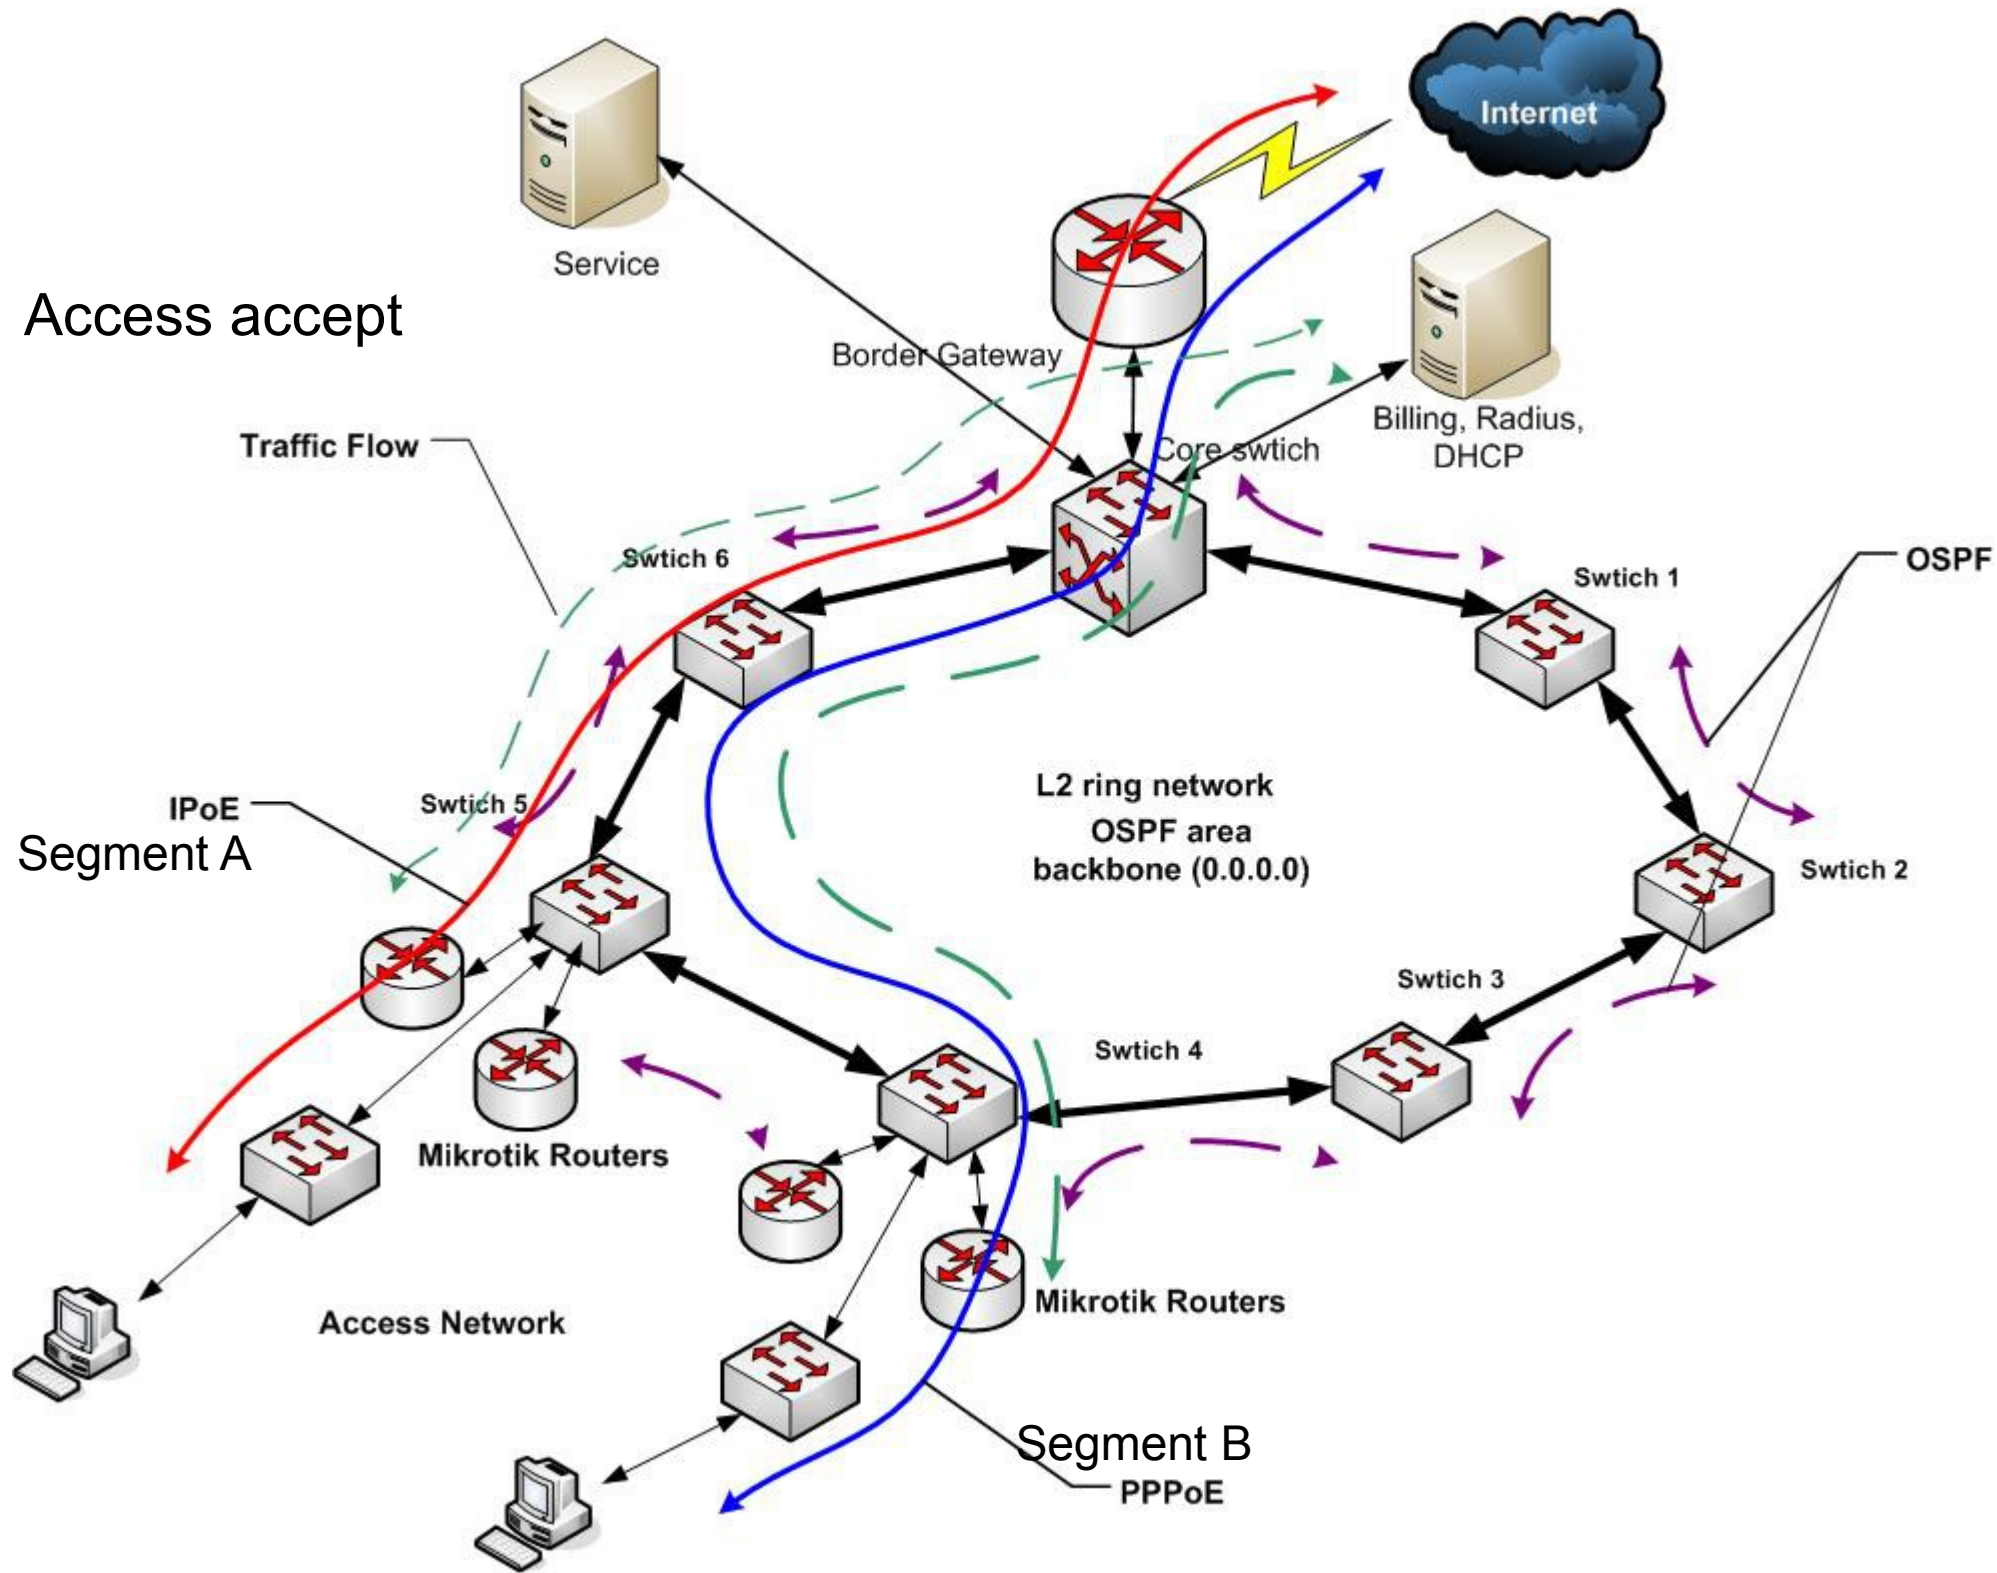 Internet
Service
Access accept
Border Gateway
Billing, Radius,
DHCP
Traffic Flow
Core swtich
Swtich 6
Swtich 1
OSPF
L2 ring network
OSPF area
backbone (0.0.0.0)
IPoE
Swtich 5
Segment A
Swtich 2
Swtich 3
Swtich 4
Mikrotik Routers
Mikrotik Routers
Access Network
Segment B
PPPoE